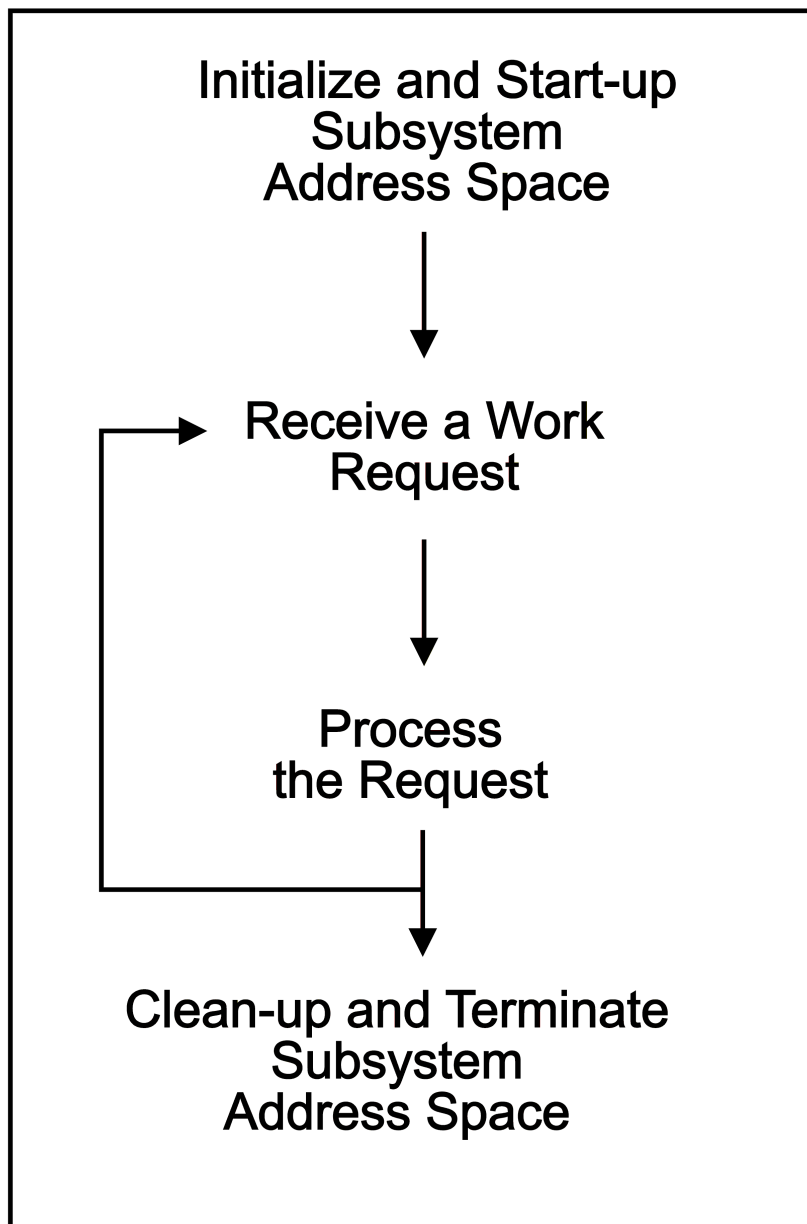 Initialize and Start-up
Subsystem
Address Space
Receive a Work
Request
Process
the Request
Clean-up and Terminate
Subsystem
Address Space